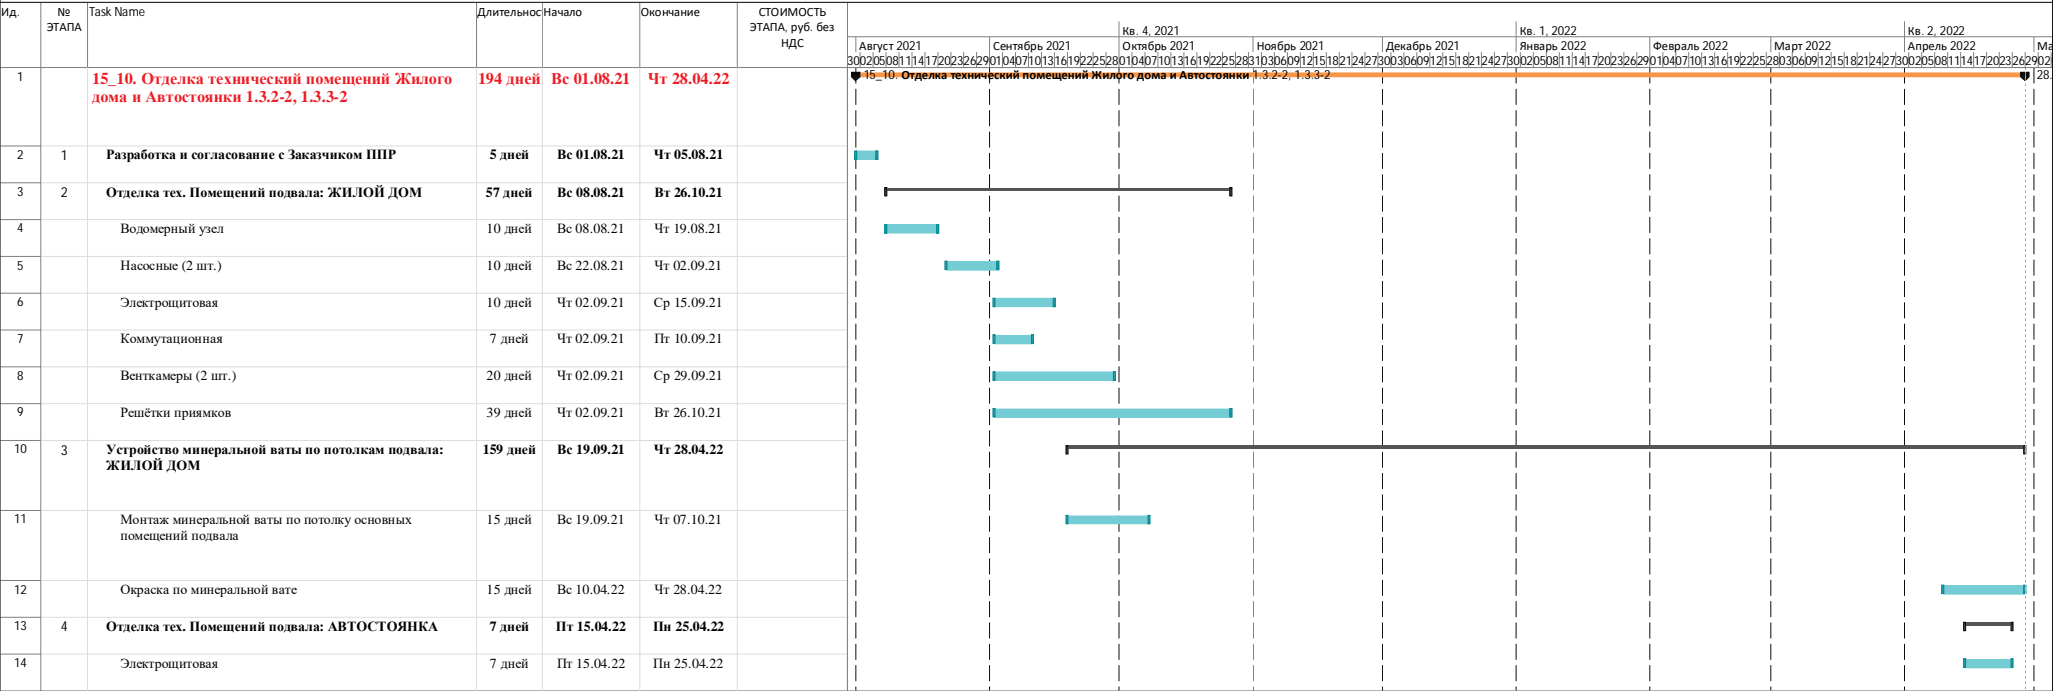 Ид.
№ ЭТАПА
Task Name
Длительнос
Начало
Окончание
СТОИМОСТЬ ЭТАПА, руб. без НДС
Кв. 4, 2021
Кв. 1, 2022
Кв. 2, 2022
Август 2021
Сентябрь 2021
Октябрь 2021
Ноябрь 2021
Декабрь 2021
Январь 2022
Февраль 2022
Март 2022
Апрель 2022
Ма
1
15_10. Отделка технический помещений Жилого
дома и Автостоянки 1.3.2-2, 1.3.3-2
194 дней Вс 01.08.21 Чт 28.04.22
15_10. Отделка технический помещений Жилого дома и Автостоянки 1.3.2-2, 1.3.3-2
28.
2 1 Разработка и согласование с Заказчиком ППР 5 дней Вс 01.08.21 Чт 05.08.21
3 2 Отделка тех. Помещений подвала: ЖИЛОЙ ДОМ 57 дней Вс 08.08.21 Вт 26.10.21
4 Водомерный узел 10 дней Вс 08.08.21 Чт 19.08.21
5 Насосные (2 шт.) 10 дней Вс 22.08.21 Чт 02.09.21
6 Электрощитовая 10 дней Чт 02.09.21 Ср 15.09.21
7 Коммутационная 7 дней Чт 02.09.21 Пт 10.09.21
8 Венткамеры (2 шт.) 20 дней Чт 02.09.21 Ср 29.09.21
9 Решётки приямков 39 дней Чт 02.09.21 Вт 26.10.21
10 3 Устройство минеральной ваты по потолкам подвала: 159 дней Вс 19.09.21 Чт 28.04.22
ЖИЛОЙ ДОМ
11 Монтаж минеральной ваты по потолку основных 15 дней Вс 19.09.21 Чт 07.10.21
помещений подвала
12 Окраска по минеральной вате 15 дней Вс 10.04.22 Чт 28.04.22
13 4 Отделка тех. Помещений подвала: АВТОСТОЯНКА 7 дней Пт 15.04.22 Пн 25.04.22
14 Электрощитовая 7 дней Пт 15.04.22 Пн 25.04.22